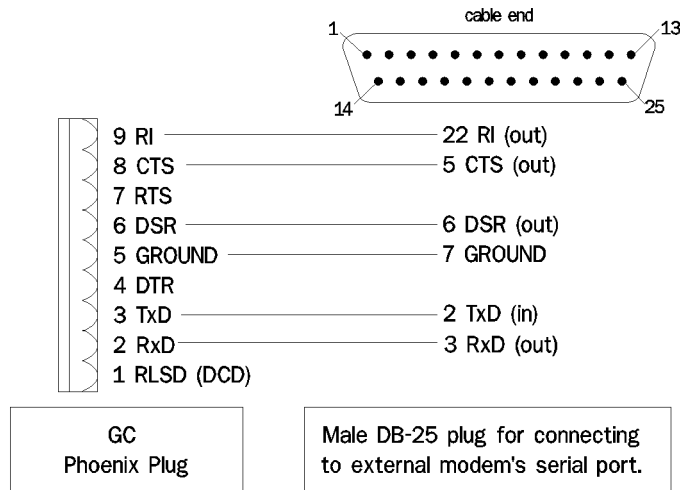 cable end
1 13
14 25
9 RI 22 RI (out)
8 CTS 5 CTS (out)
7 RTS
6 DSR 6 DSR (out)
5 GROUND 7 GROUND
4 DTR
3 TxD 2 TxD (in)
2 RxD 3 RxD (out)
1 RLSD (DCD)
GC
Phoenix Plug
Male DB-25 plug for connecting
to external modem's serial port.